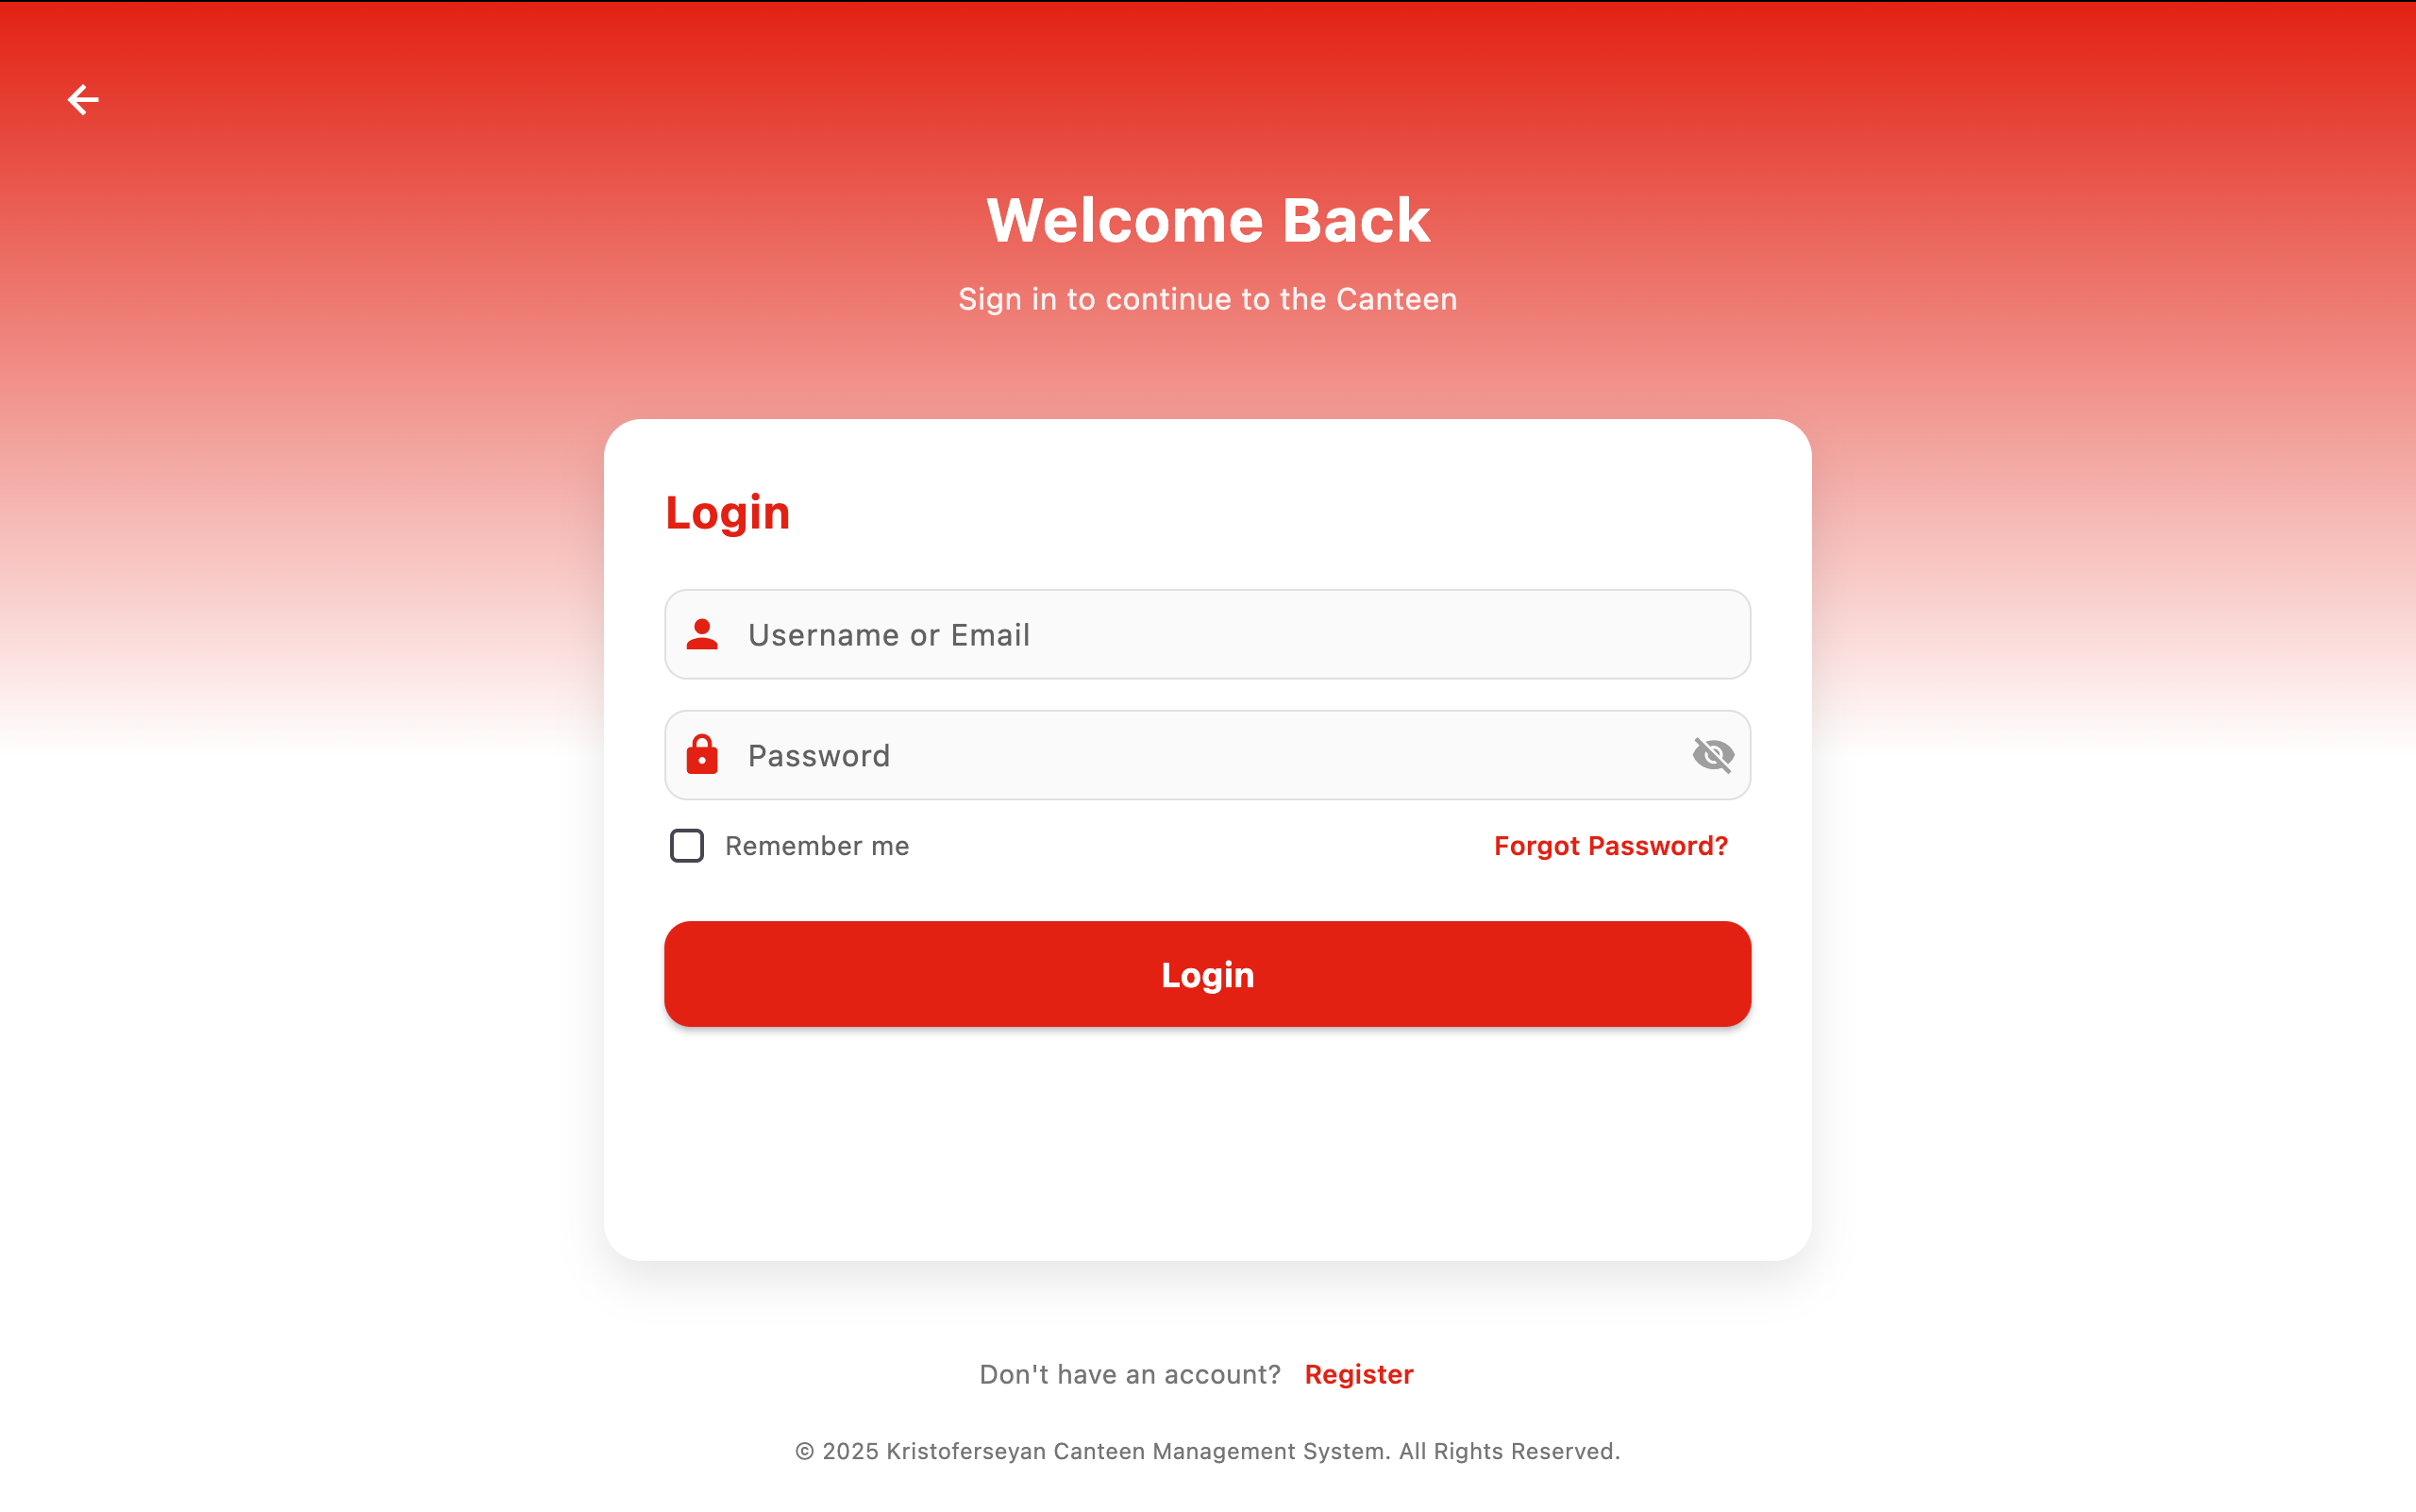 Welcome Back
Sign in to continue to the Canteen
Login
Username or Email
Password
Remember me
Forgot Password?
Login
Don't have an account? Register
© 2025 Kristoferseyan Canteen Management System. All Rights Reserved.